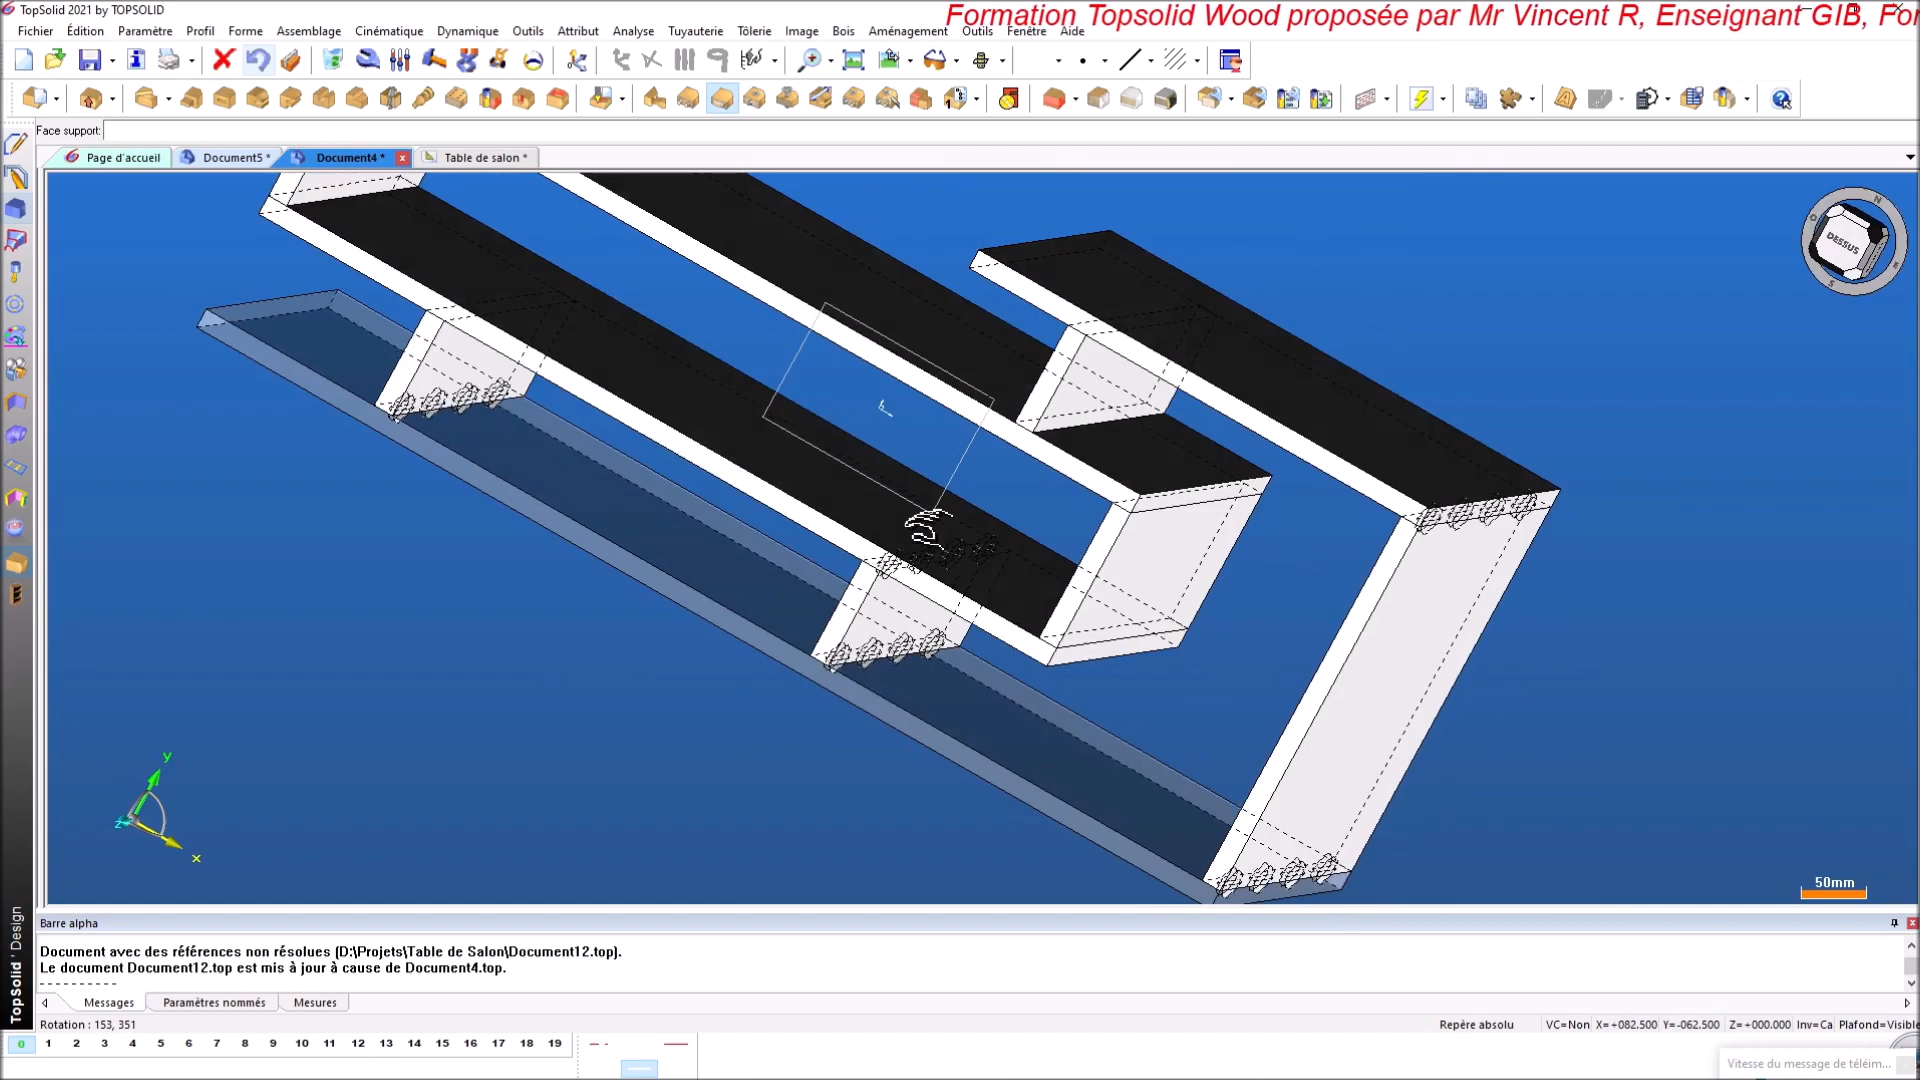 TopSolid 2021 by TOPSOLID
Formation Topsolid Wood proposée par Mr Vincent R, Enseignant GIB, For
Fichier Édition Paramètre Profil Forme Assemblage Cinématique Dynamique Outils Attribut Analyse Tuyauterie Tôlerie Image Bois Aménagement Outils Fenêtre Aide
Face support:
Page d'accueil Document5 * Document4 * x Table de salon *
DESSUS
N
S
y
z
x
50mm
Barre alpha
Document avec des références non résolues (D:\Projets\Table de Salon\Document12.top).
Le document Document12.top est mis à jour à cause de Document4.top.
-----------
Messages Paramètres nommés Mesures
Rotation : 153, 351
Repère absolu VC=Non X=+082.500 Y=-062.500 Z=+000.000 Inv=Ca Plafond=Visible
0 1 2 3 4 5 6 7 8 9 10 11 12 13 14 15 16 17 18 19
Vitesse du message de téléim...
TopSolid'Design